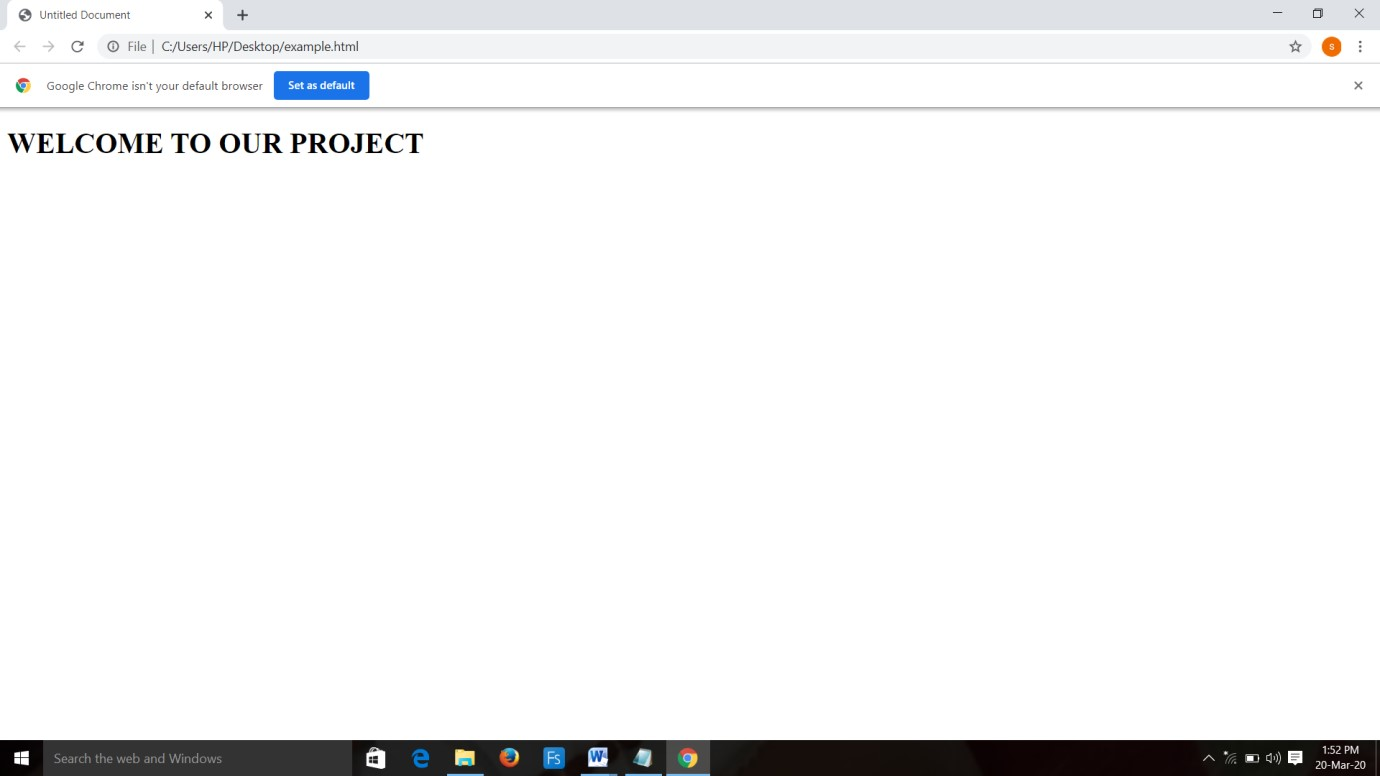 Untitled Document
File | C:/Users/HP/Desktop/example.html
S
Google Chrome isn't your default browser Set as default
WELCOME TO OUR PROJECT
Search the web and Windows
Fs
W
1:52 PM
20-Mar-20